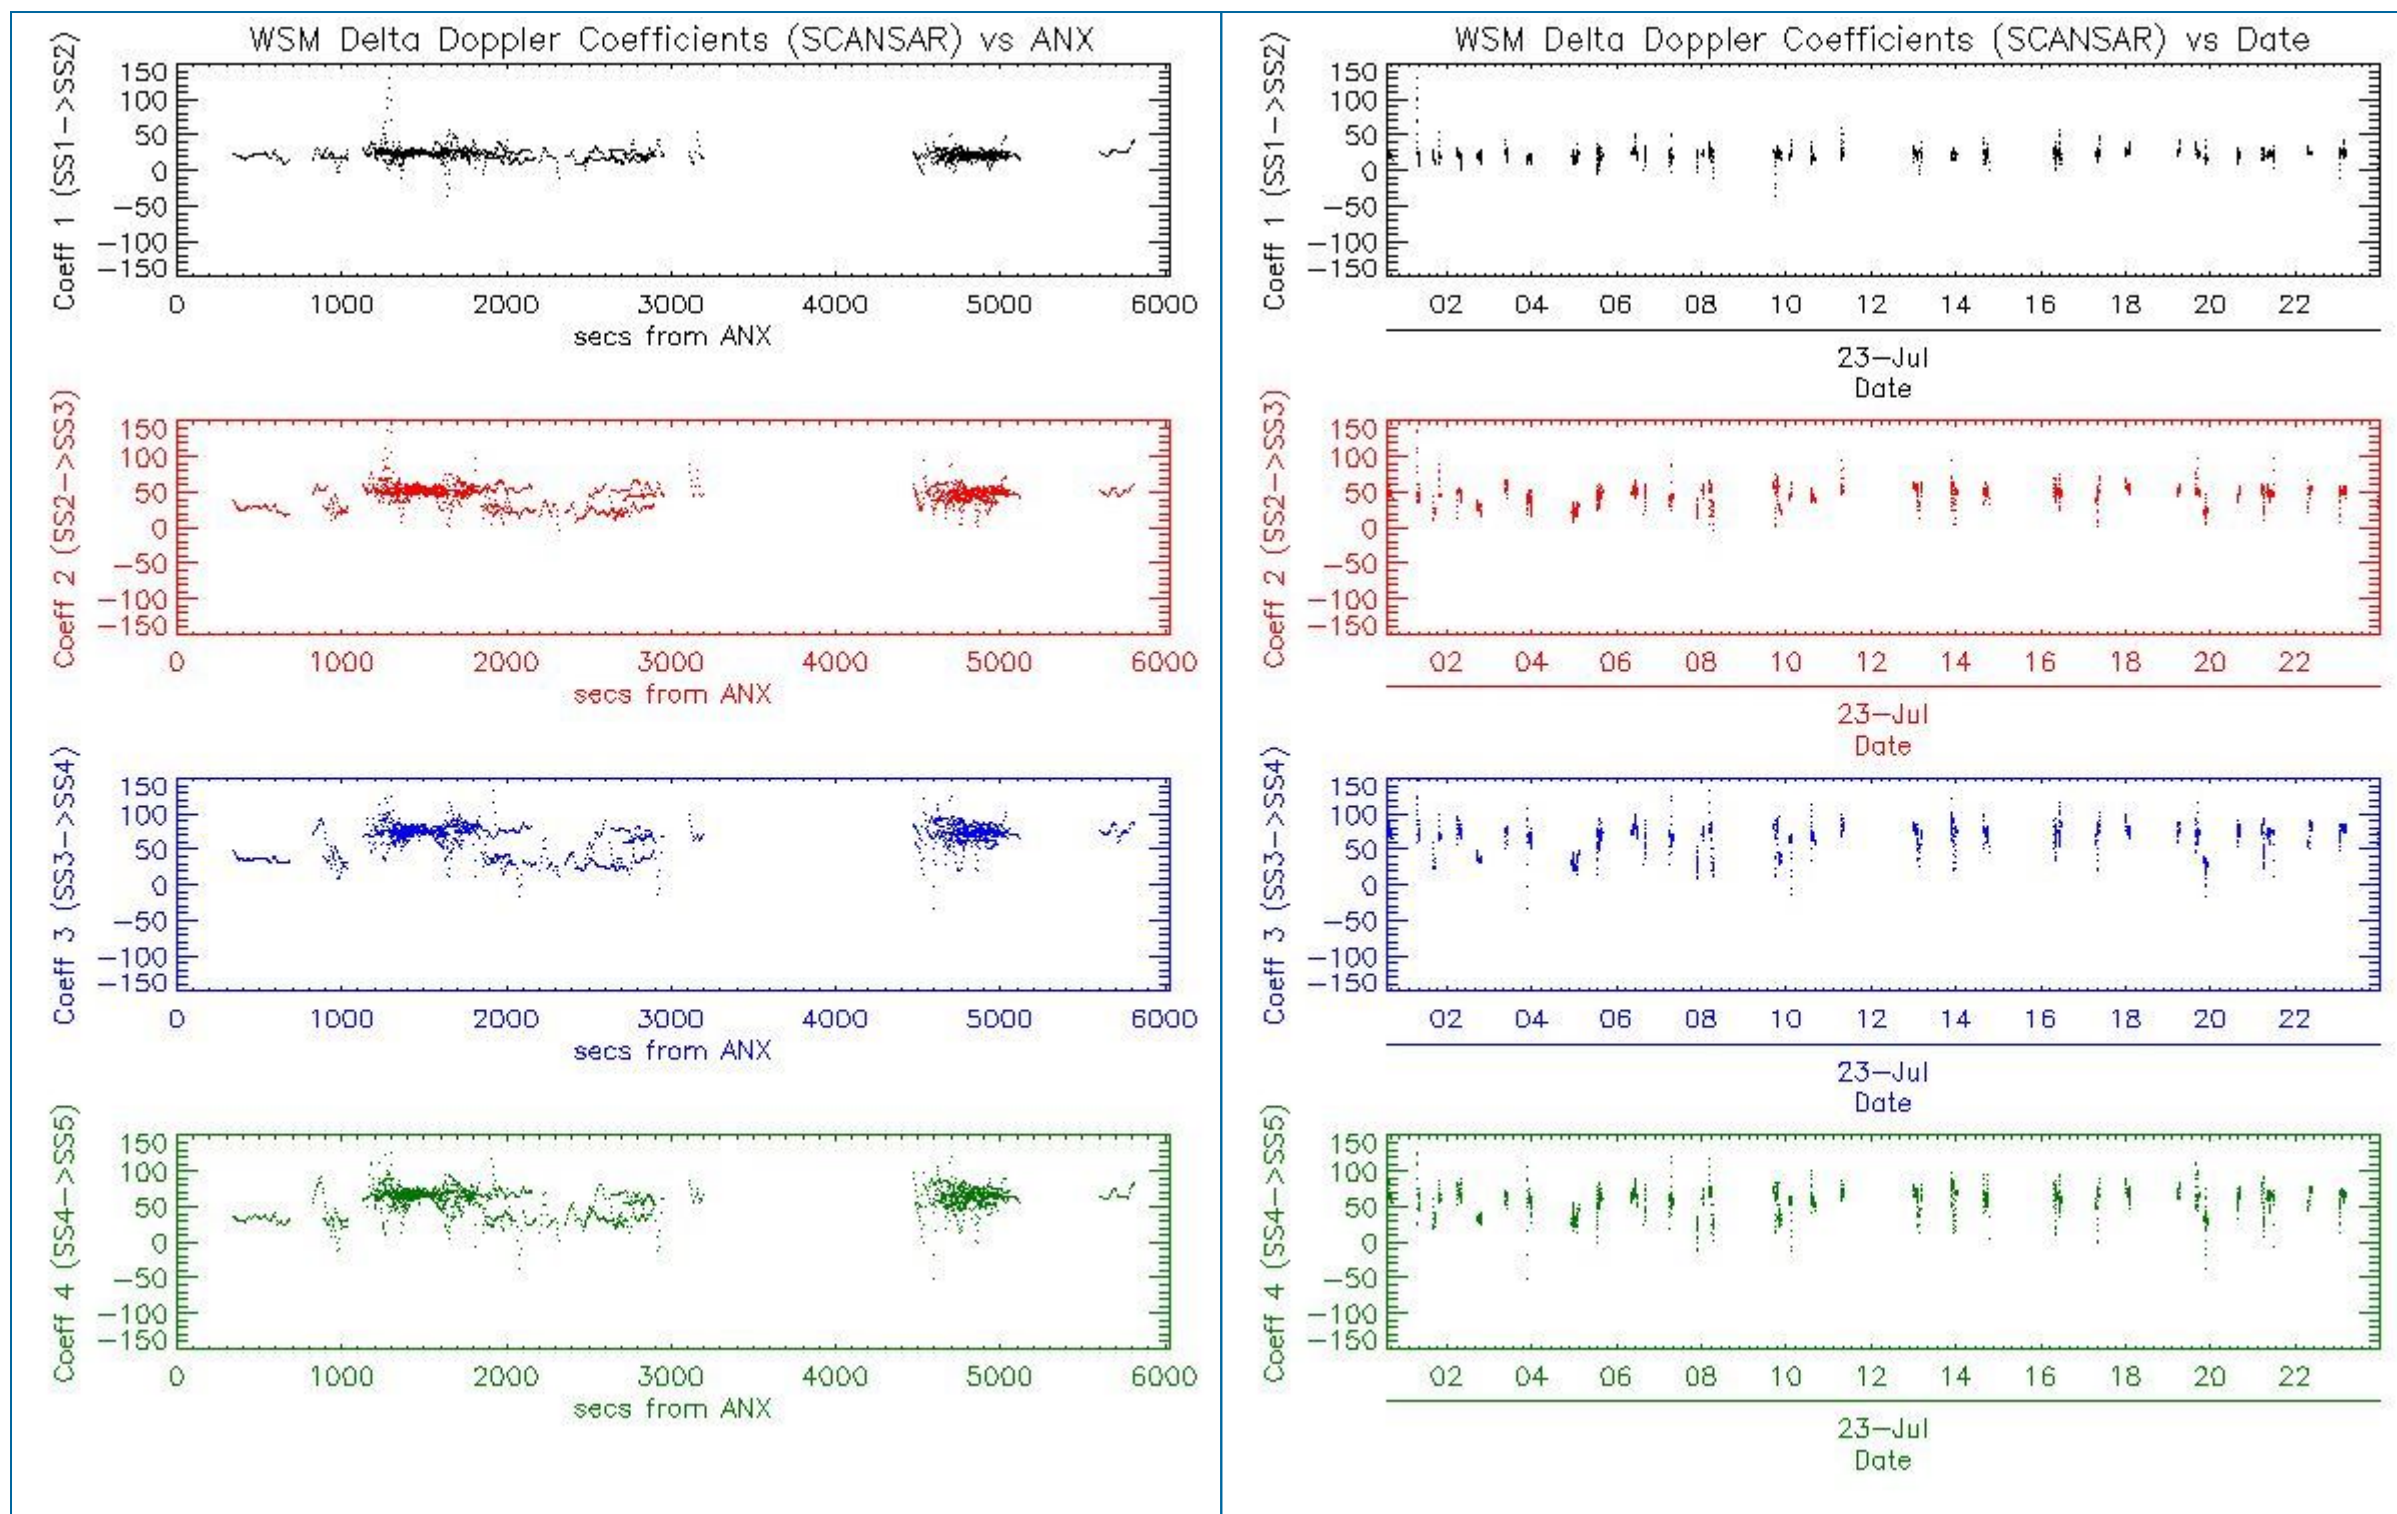 WSM Delta Doppler Coefficients (SCANSAR) vs ANX
Coeff 1 (SS1->SS2)
150
100
50
0
-50
-100
-150
0 1000 2000 3000 4000 5000 6000
secs from ANX
Coeff 2 (SS2->SS3)
150
100
50
0
-50
-100
-150
0 1000 2000 3000 4000 5000 6000
secs from ANX
Coeff 3 (SS3->SS4)
150
100
50
0
-50
-100
-150
0 1000 2000 3000 4000 5000 6000
secs from ANX
Coeff 4 (SS4->SS5)
150
100
50
0
-50
-100
-150
0 1000 2000 3000 4000 5000 6000
secs from ANX
WSM Delta Doppler Coefficients (SCANSAR) vs Date
Coeff 1 (SS1->SS2)
150
100
50
0
-50
-100
-150
02 04 06 08 10 12 14 16 18 20 22
23-Jul
Date
Coeff 2 (SS2->SS3)
150
100
50
0
-50
-100
-150
02 04 06 08 10 12 14 16 18 20 22
23-Jul
Date
Coeff 3 (SS3->SS4)
150
100
50
0
-50
-100
-150
02 04 06 08 10 12 14 16 18 20 22
23-Jul
Date
Coeff 4 (SS4->SS5)
150
100
50
0
-50
-100
-150
02 04 06 08 10 12 14 16 18 20 22
23-Jul
Date